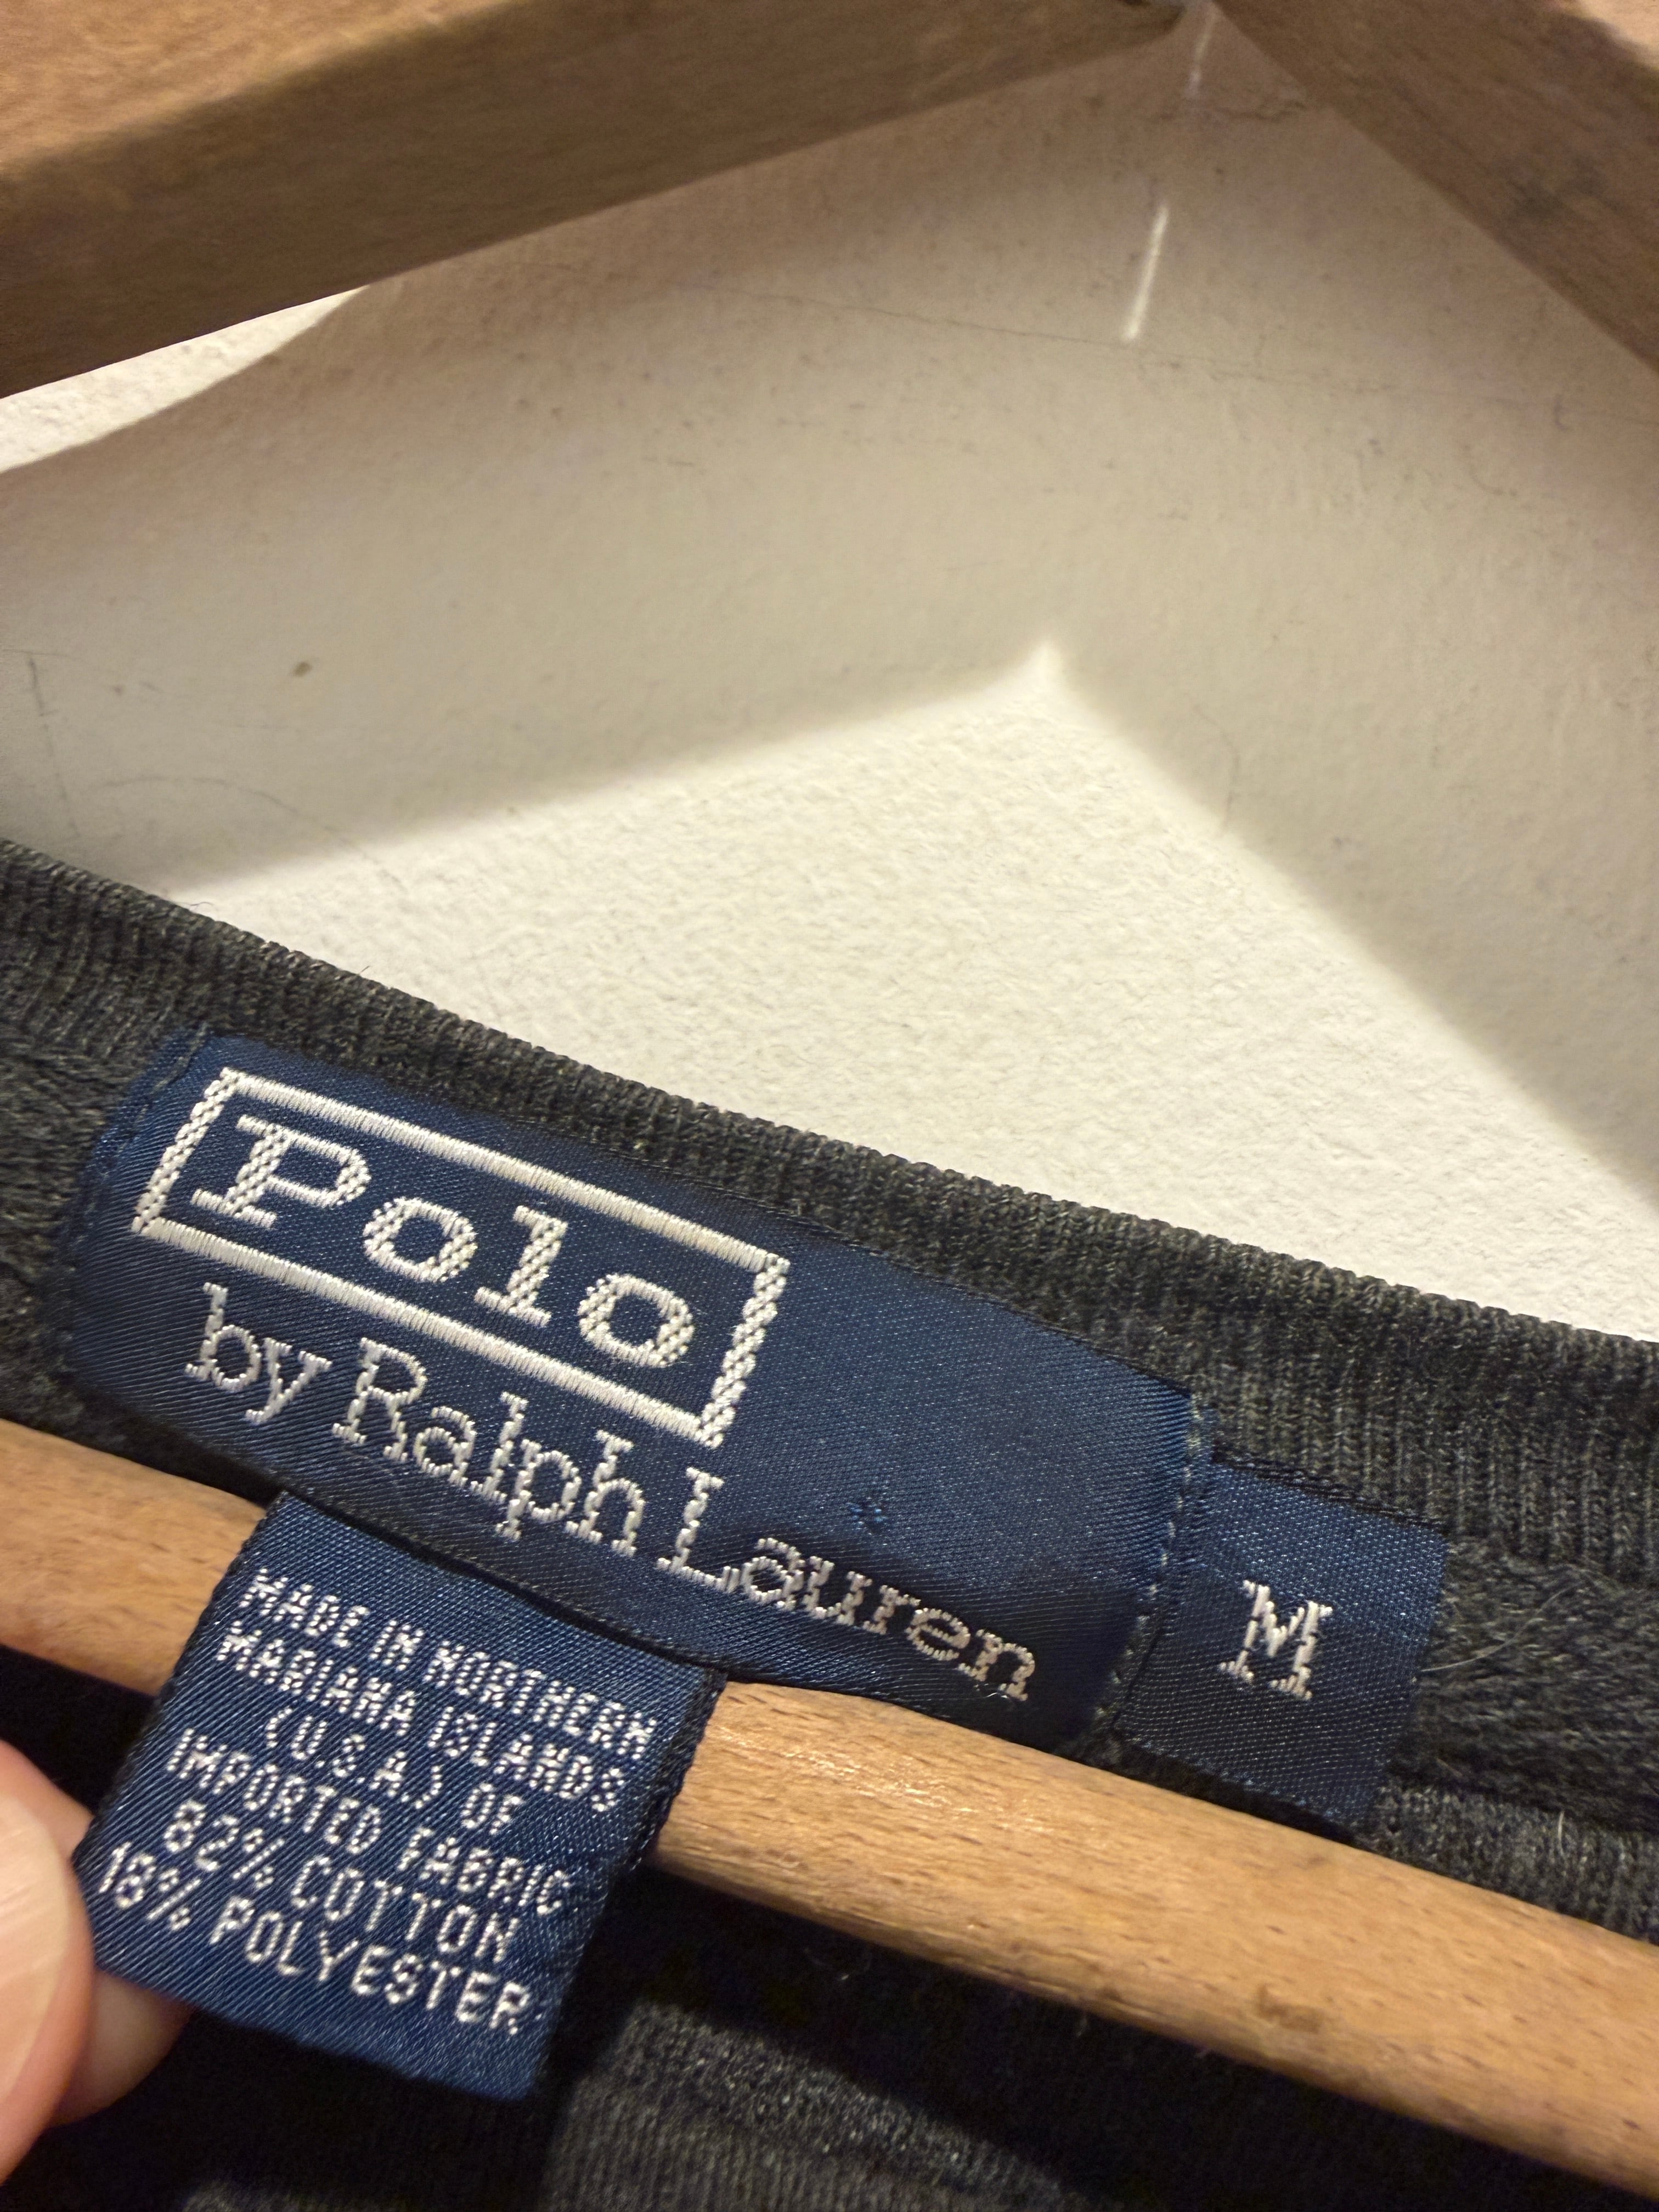 Polo
by Ralph Lauren
M
MADE IN NORTHERN
MARIANA ISLANDS
(U.S.A) OF
IMPORTED FABRIC
82% COTTON
18% POLYESTER